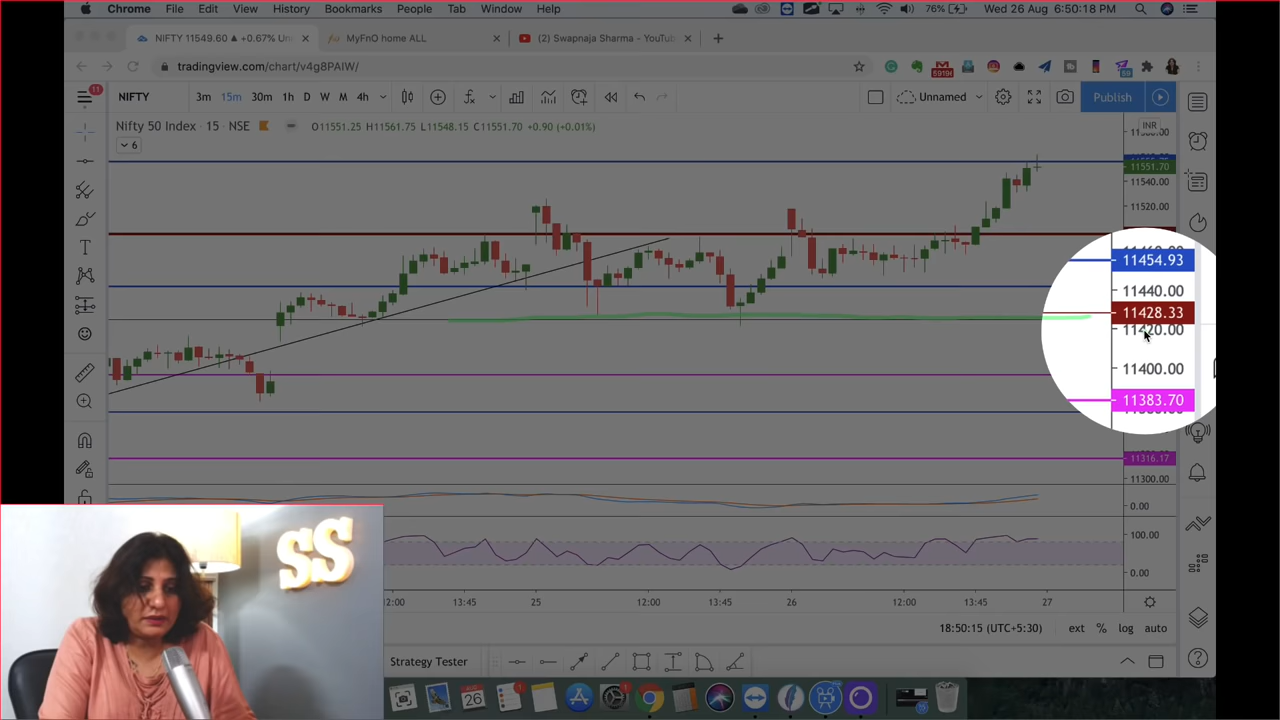 Chrome File Edit View History Bookmarks People Tab Window Help 76% Wed 26 Aug 6:50:18 PM
NIFTY 11549.60 ▲ +0.67% Un × MyFnO home ALL × (2) Swapnaja Sharma - YouTub × +
tradingview.com/chart/v4g8PAIW/
11 NIFTY 3m 15m 30m 1h D W M 4h Unnamed Publish
Nifty 50 Index · 15 · NSE O11551.25 H11561.75 L11548.15 C11551.70 +0.90 (+0.01%)
INR
6
11551.70
11540.00
11520.00
11454.93
11440.00
11428.33
11420.00
11400.00
11383.70
11316.17
11300.00
0.00
100.00
0.00
12:00 13:45 25 12:00 13:45 26 12:00 13:45 27
18:50:15 (UTC+5:30) ext % log auto
Strategy Tester
SS
AUG
26